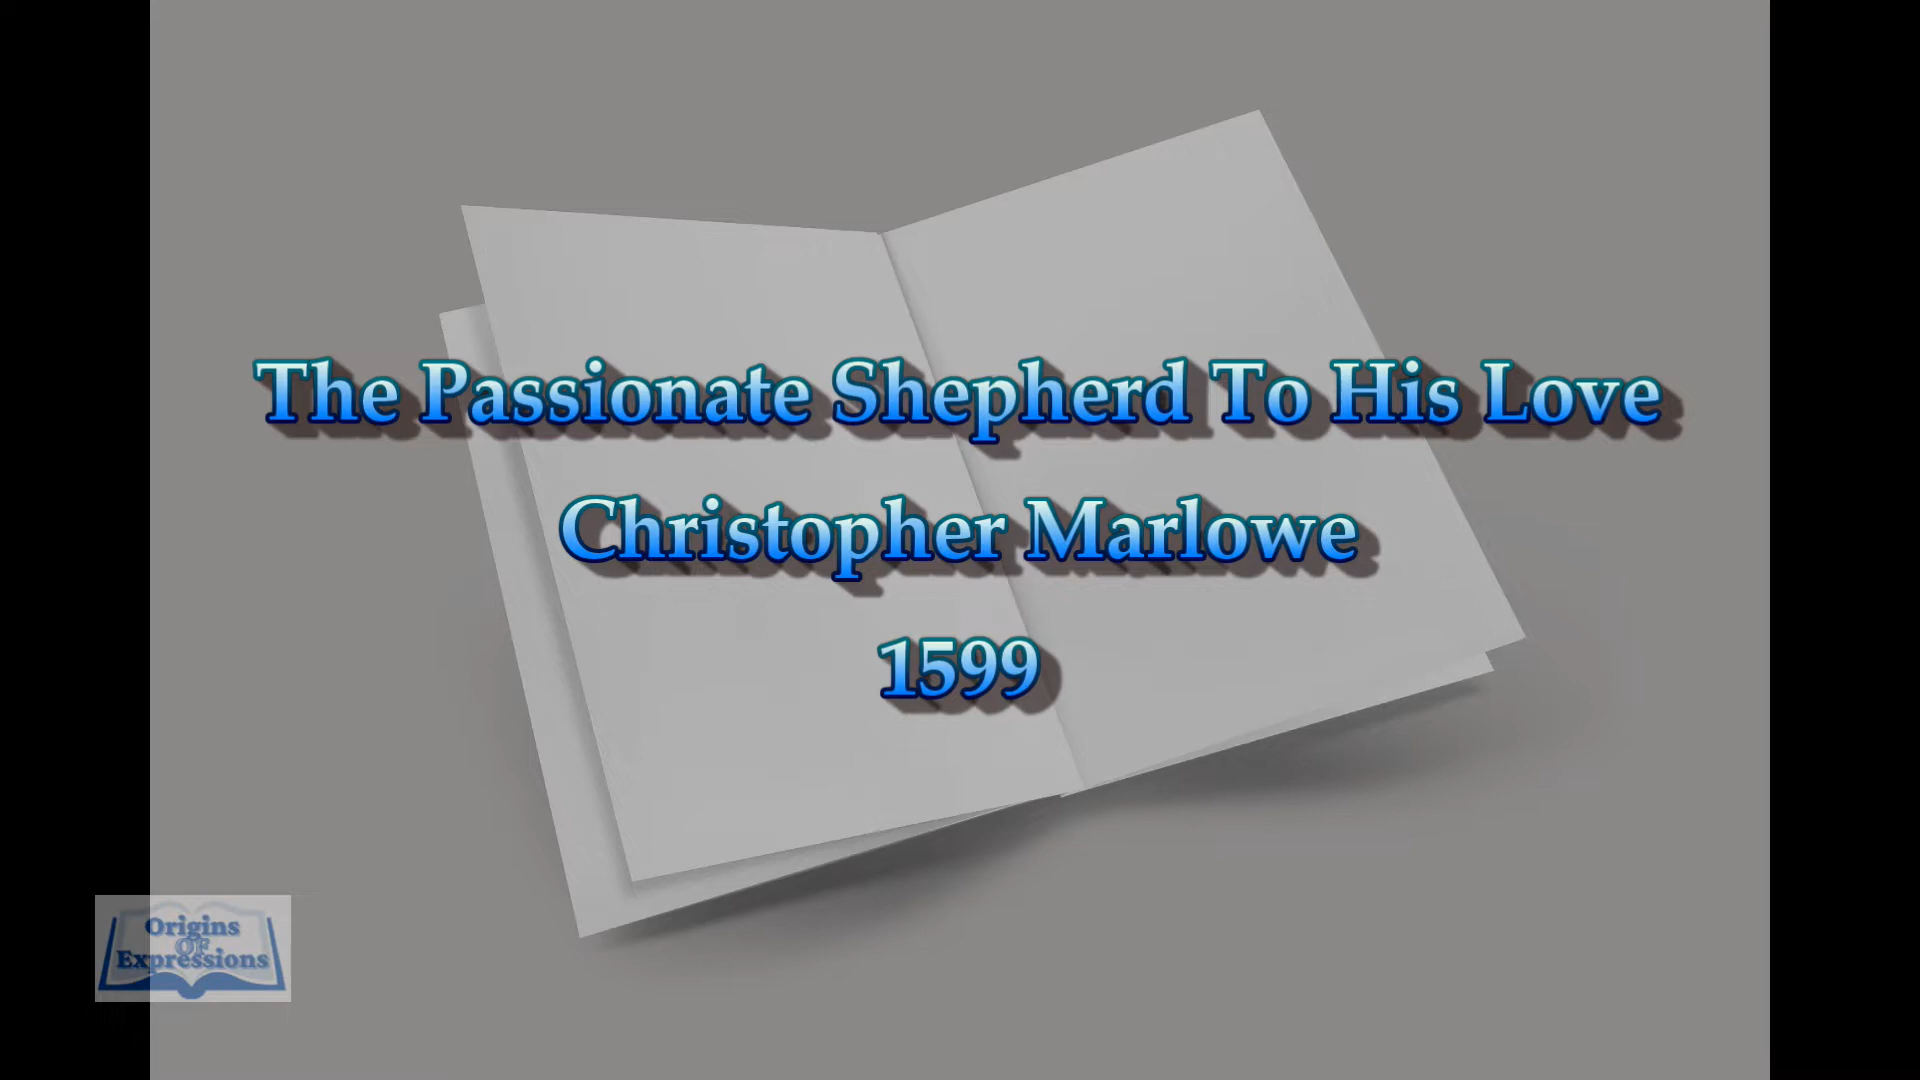 The Passionate Shepherd To His Love
Christopher Marlowe
1599
Origins
OF
Expressions